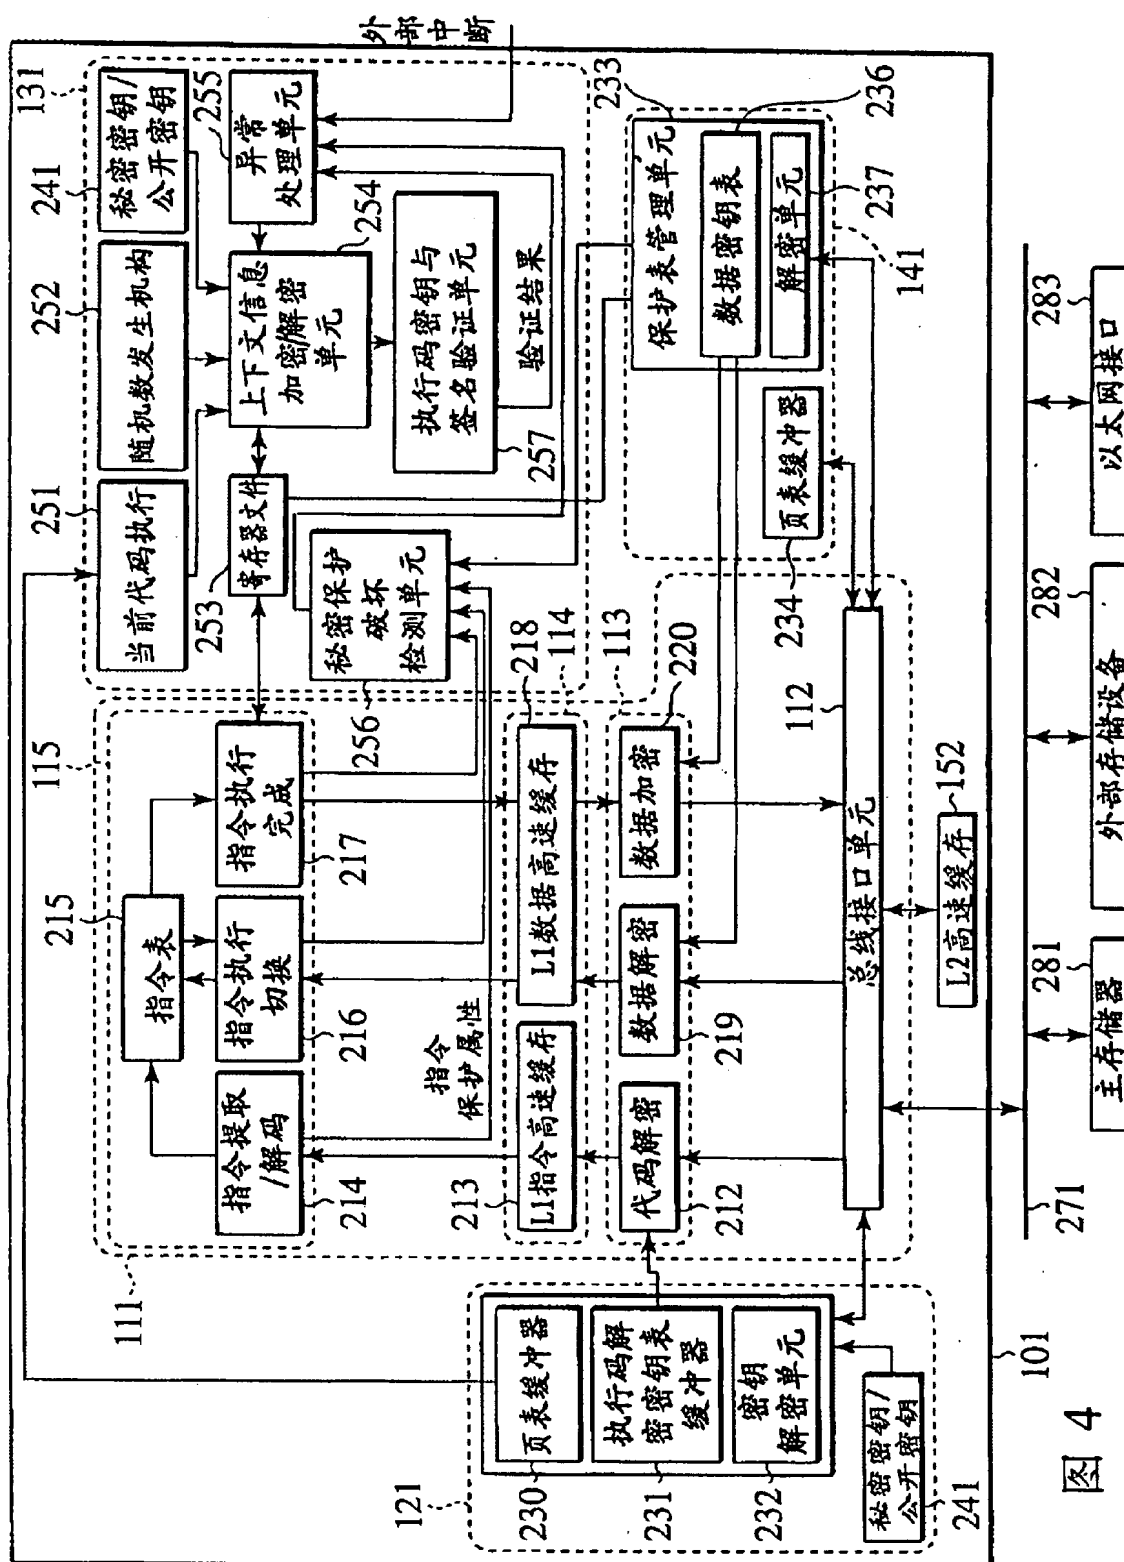 外部中断
131
秘密密钥/
公开密钥
241
255
异常
处理单元
随机数发生机构
252
上下文信息
加密/解密
单元
254
执行码密钥与
签名验证单元
257
验证结果
当前代码执行
251
寄存器文件
253
秘密保护
破坏
检测单元
256
233
保护表管理单元
236
数据密钥表
解密单元
237
141
页表缓冲器
234
115
215
指令表
指令执行
完成
217
指令执行
切换
216
指令提取
/解码
214
指令
保护属性
218
114
L1数据高速缓存
L1指令高速缓存
213
113
220
数据加密
数据解密
219
代码解密
212
112
总线接口单元
L2高速缓存
152
111
121
页表缓冲器
230
执行码解
密密钥表
缓冲器
231
密钥
解密单元
232
秘密密钥/
公开密钥
241
101
271
主存储器
281
外部存储设备
282
以太网接口
283
图 4